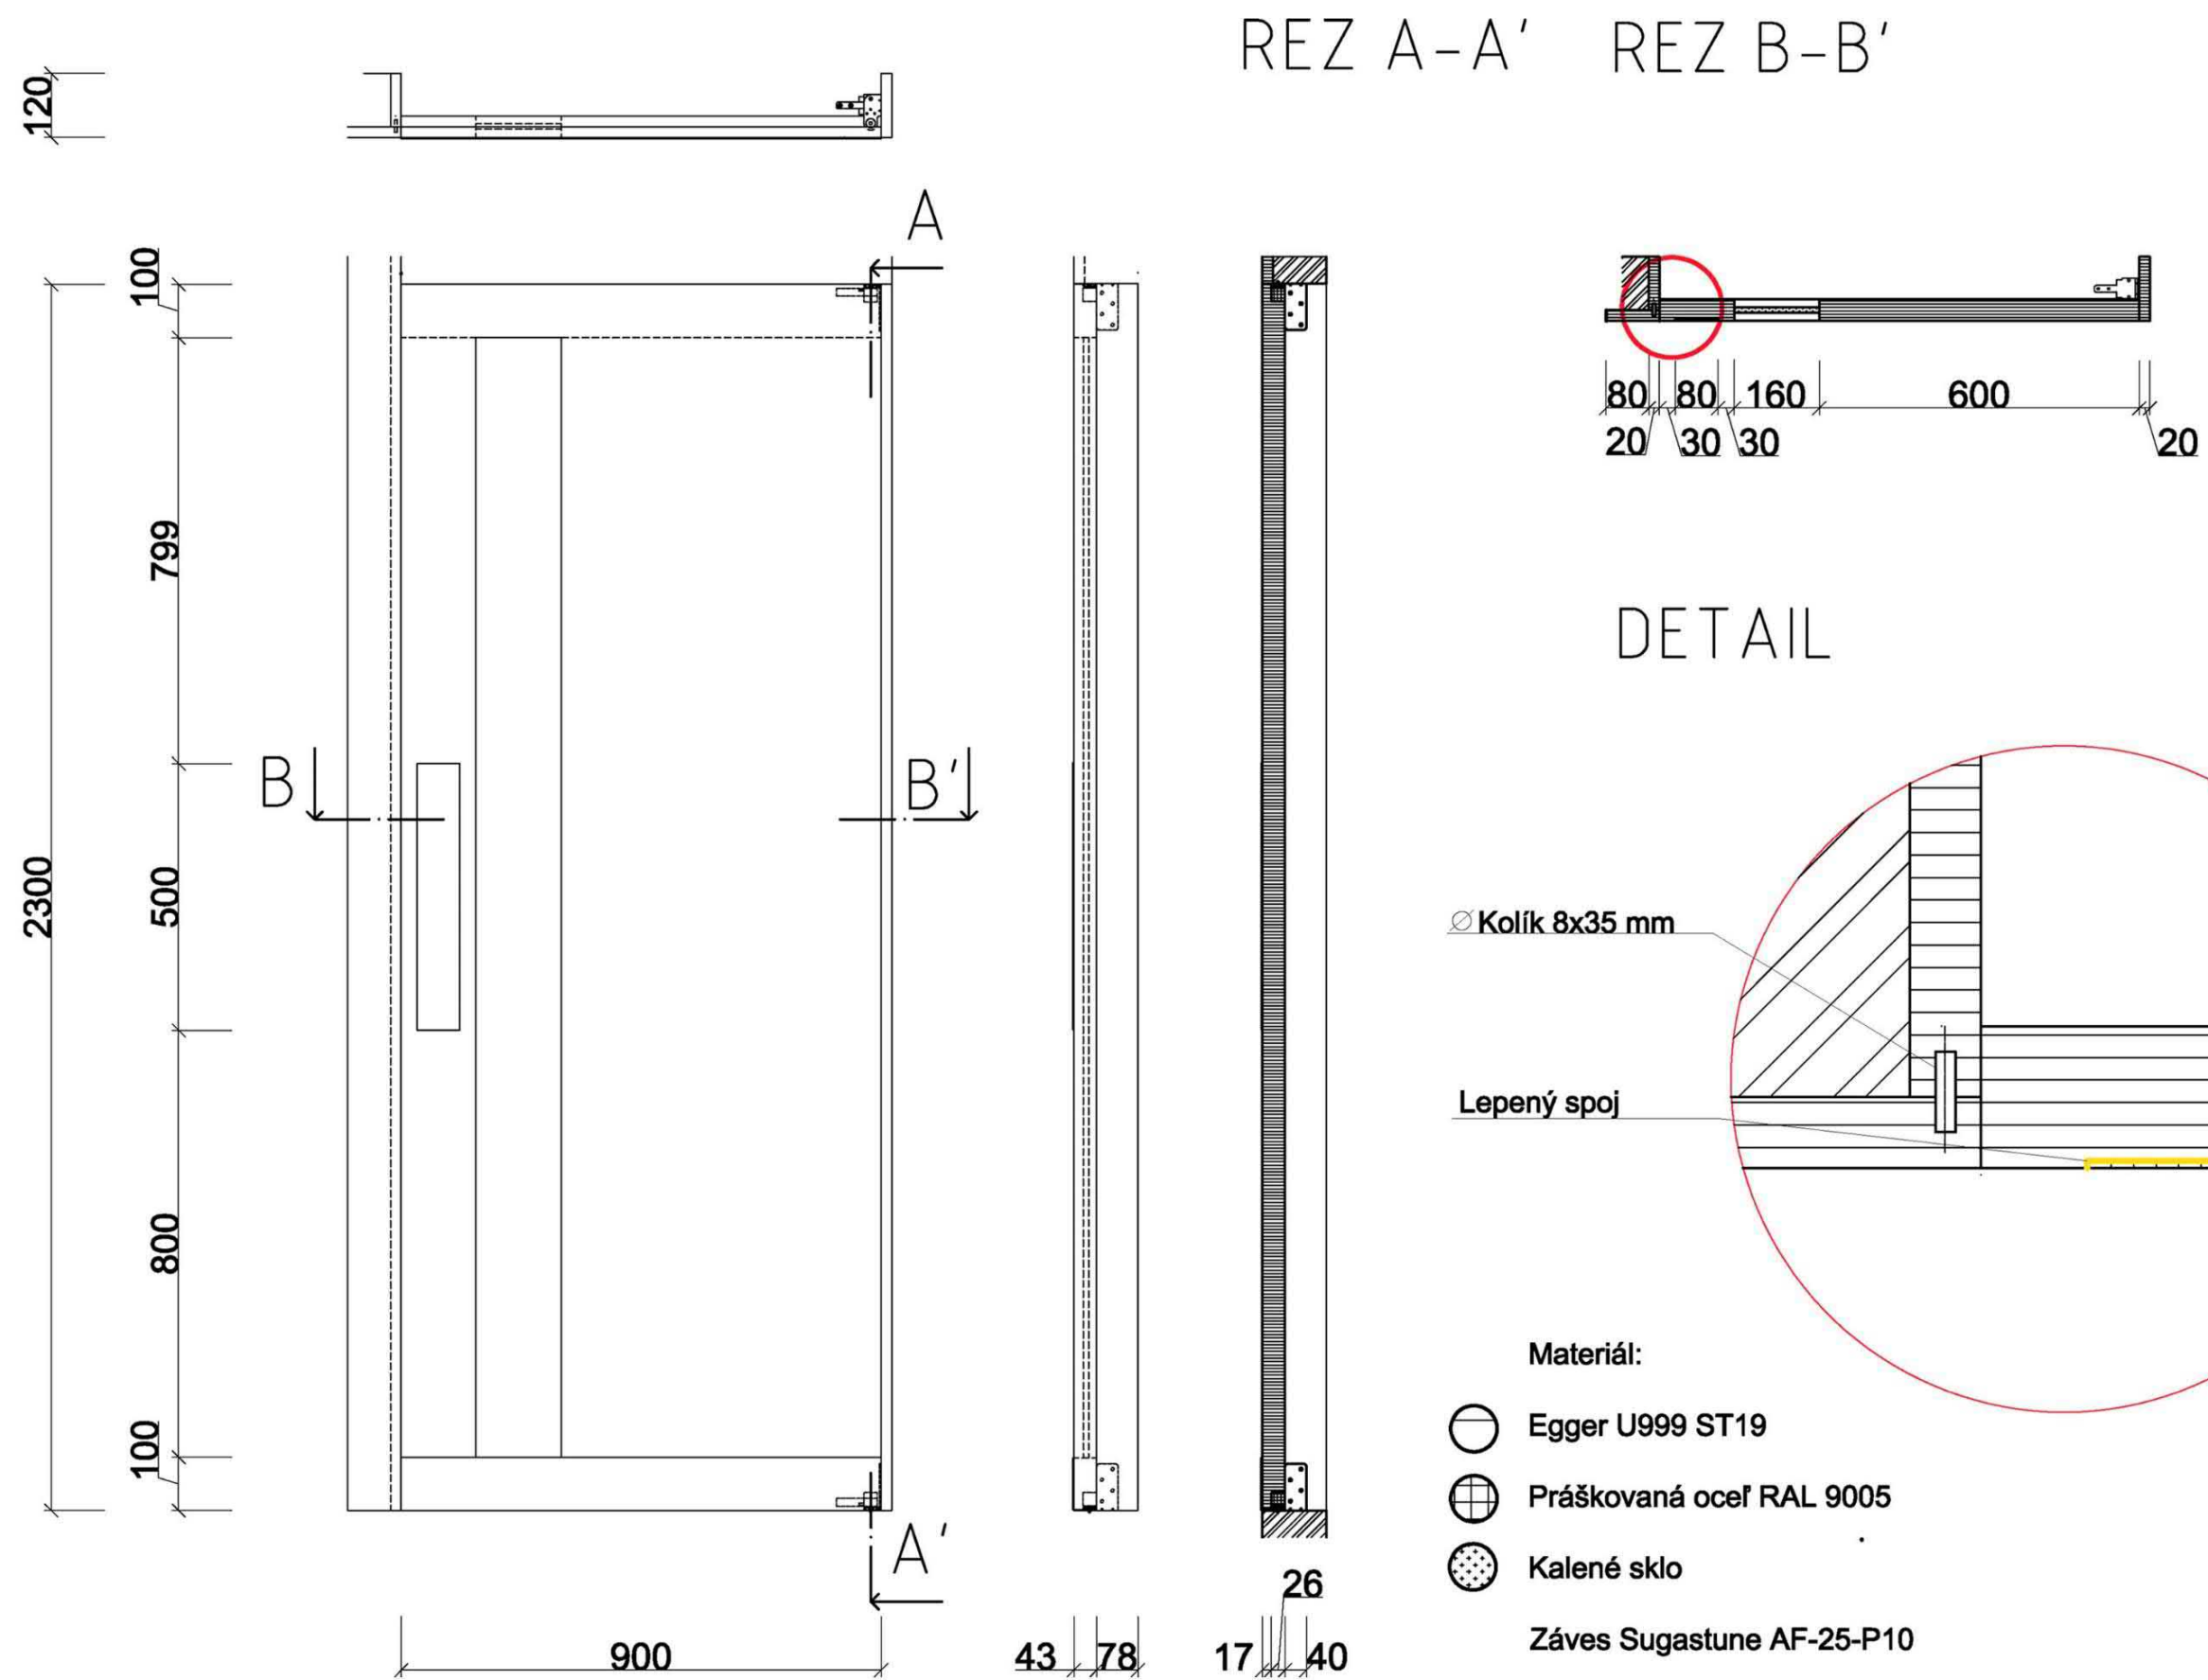 REZ A-A' REZ B-B'
120
A
100
2300
799
500
800
100
B
B'
A'
900
43
78
17
26
40
80
80
160
600
20
30
30
20
DETAIL
⌀ Kolík 8x35 mm
Lepený spoj
Materiál:
Egger U999 ST19
Práškovaná oceľ RAL 9005
Kalené sklo
Záves Sugastune AF-25-P10